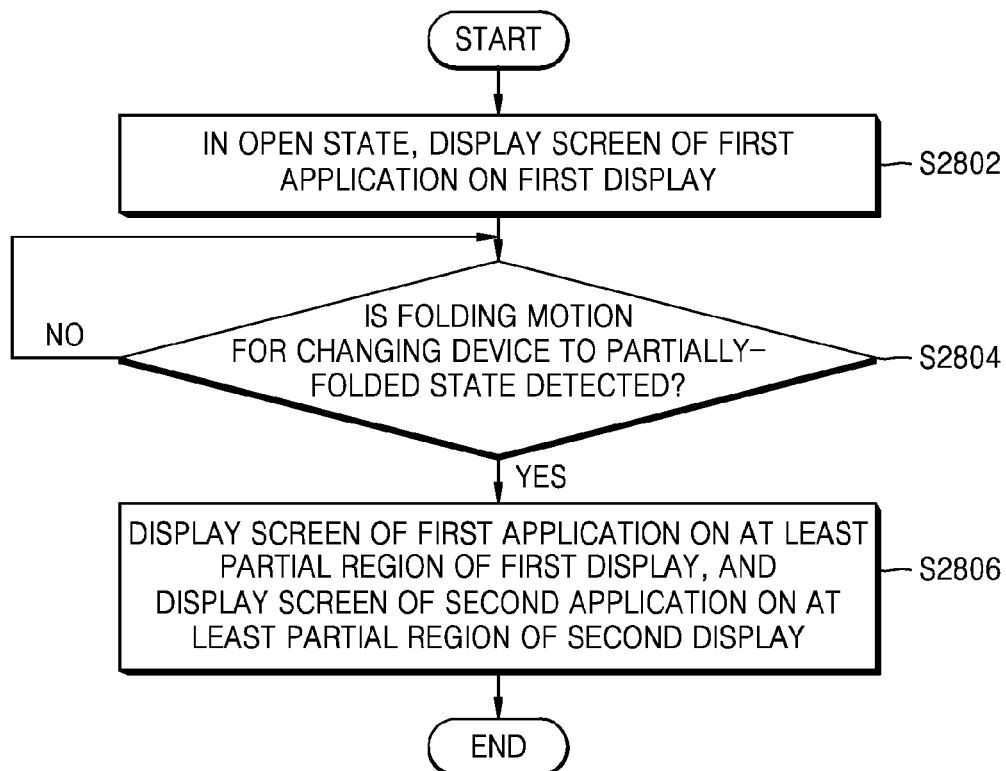 START
IN OPEN STATE, DISPLAY SCREEN OF FIRST
APPLICATION ON FIRST DISPLAY
S2802
NO
IS FOLDING MOTION
FOR CHANGING DEVICE TO PARTIALLY-
FOLDED STATE DETECTED?
S2804
YES
DISPLAY SCREEN OF FIRST APPLICATION ON AT LEAST
PARTIAL REGION OF FIRST DISPLAY, AND
DISPLAY SCREEN OF SECOND APPLICATION ON AT
LEAST PARTIAL REGION OF SECOND DISPLAY
S2806
END